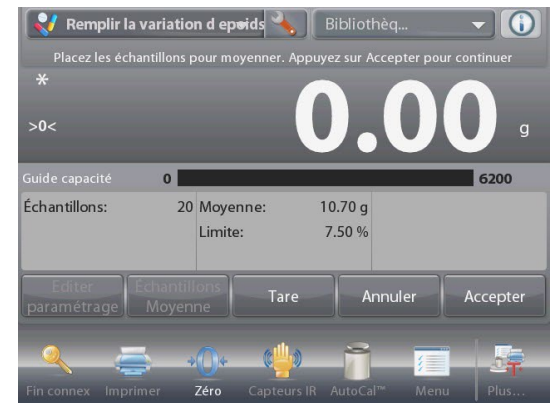 Remplir la variation d epoids Bibliothèq...
Placez les échantillons pour moyenner. Appuyez sur Accepter pour continuer
*
>0< 0.00 g
Guide capacité 0 6200
Échantillons: 20 Moyenne: 10.70 g
Limite: 7.50 %
Editer paramétrage Échantillons Moyenne Tare Annuler Accepter
Fin connex Imprimer Zéro Capteurs IR AutoCal™ Menu Plus...